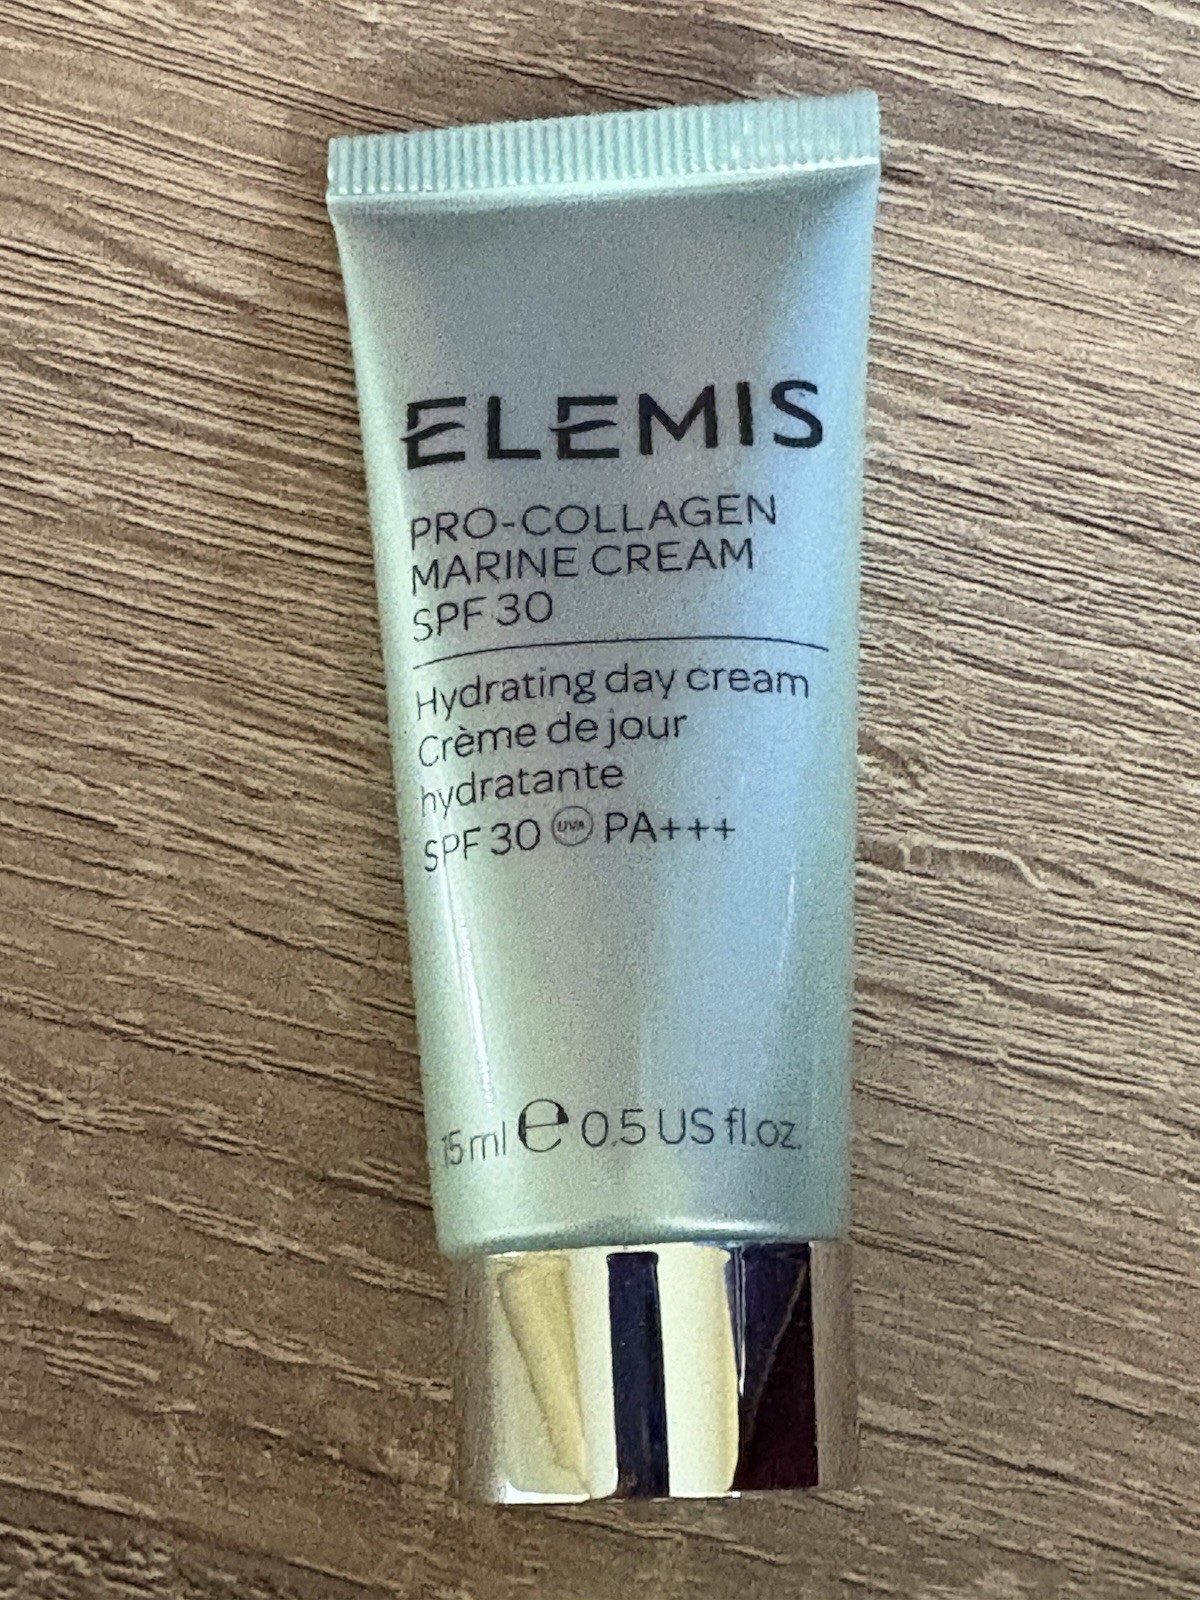 ELEMIS
PRO-COLLAGEN
MARINE CREAM
SPF 30
Hydrating day cream
Crème de jour
hydratante
SPF 30 UVA PA+++
15 ml e 0.5 US fl.oz.